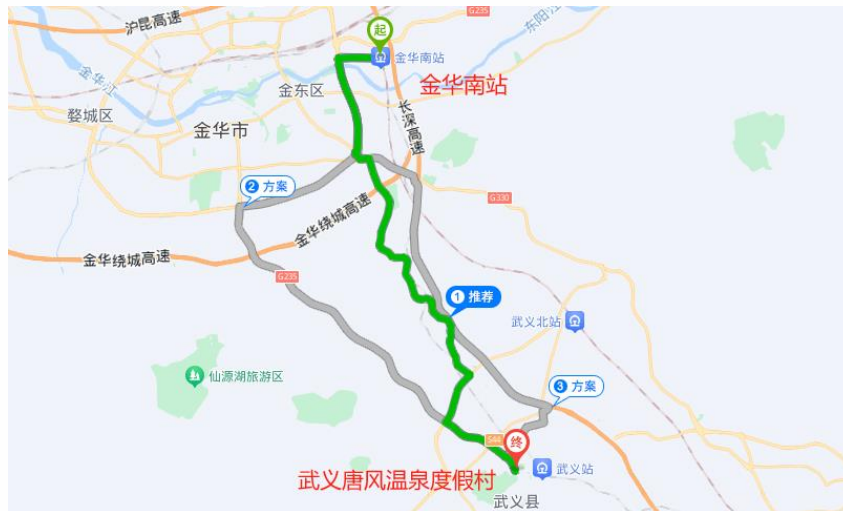 沪昆高速
G235
东阳江
起
金华南站
金华南站
金华江
金东区
长深高速
婺城区
金华市
2 方案
G330
金华绕城高速
金华绕城高速
G235
1 推荐
武义北站
仙源湖旅游区
3 方案
S44
终
武义唐风温泉度假村
武义站
武义县